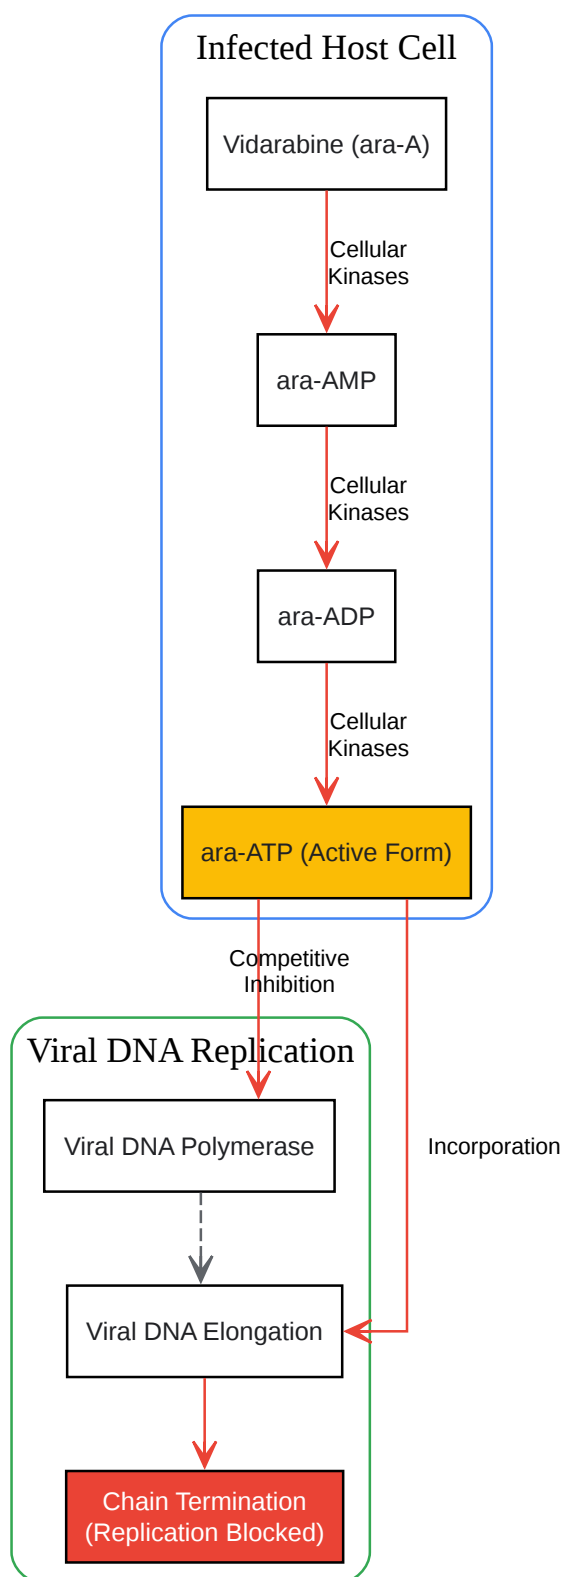 Infected Host Cell
Vidarabine (ara-A)
Cellular
Kinases
ara-AMP
Cellular
Kinases
ara-ADP
Cellular
Kinases
ara-ATP (Active Form)
Competitive
Inhibition
Viral DNA Replication
Viral DNA Polymerase
Incorporation
Viral DNA Elongation
Chain Termination
(Replication Blocked)